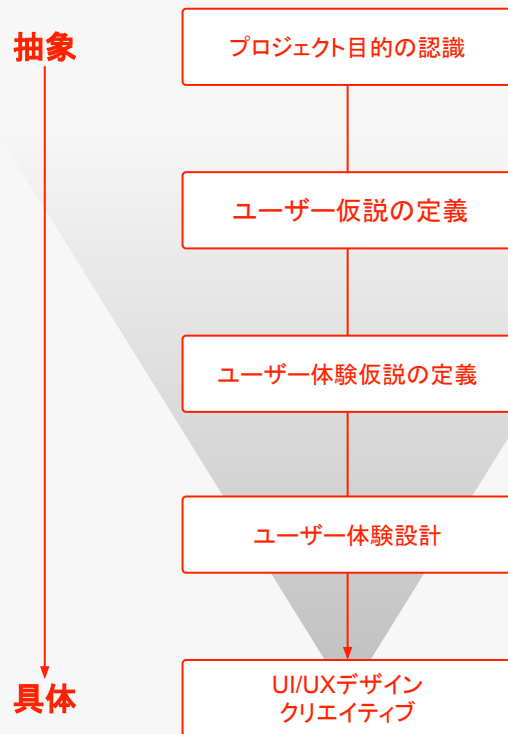 抽象
プロジェクト目的の認識
ユーザー仮説の定義
ユーザー体験仮説の定義
ユーザー体験設計
具体
UI/UXデザイン
クリエイティブ